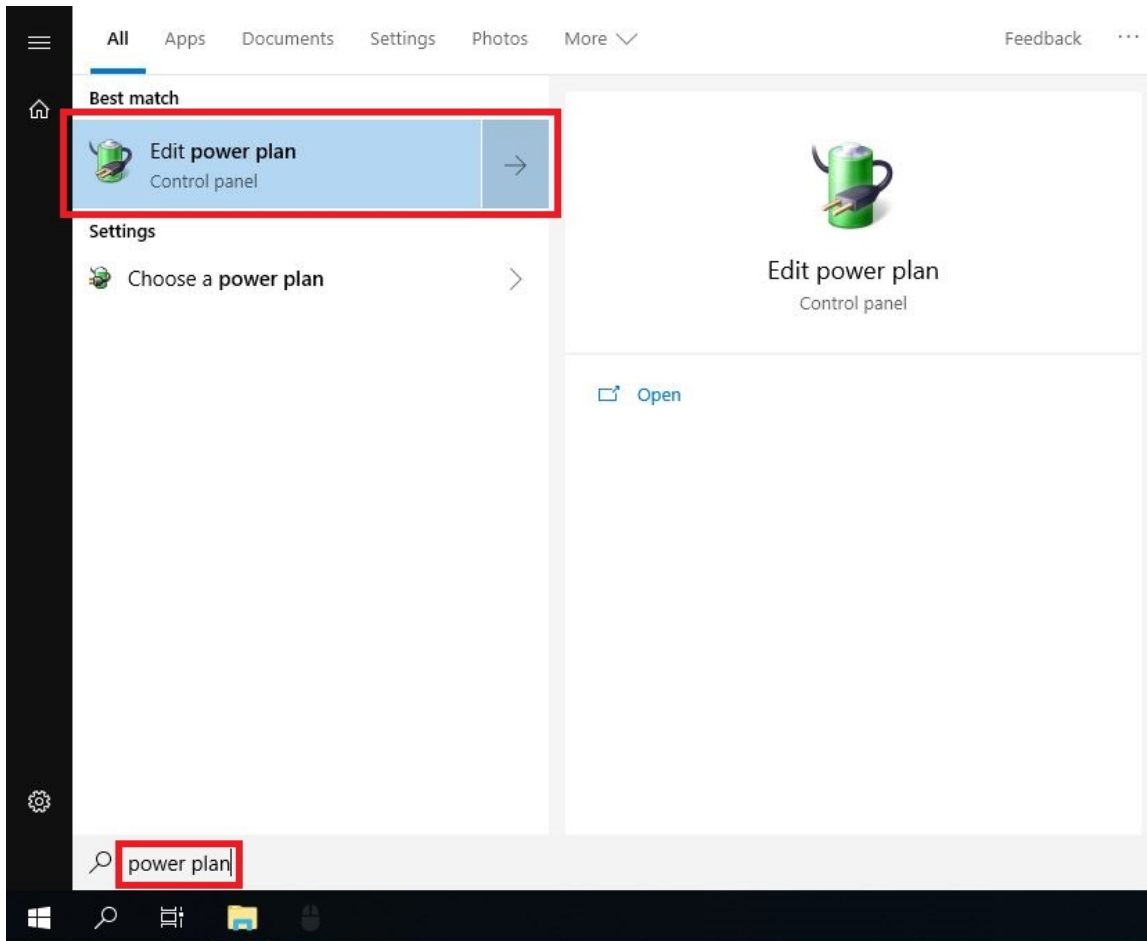 All Apps Documents Settings Photos More Feedback ...
Best match
Edit power plan
Control panel
Settings
Choose a power plan
Edit power plan
Control panel
Open
power plan